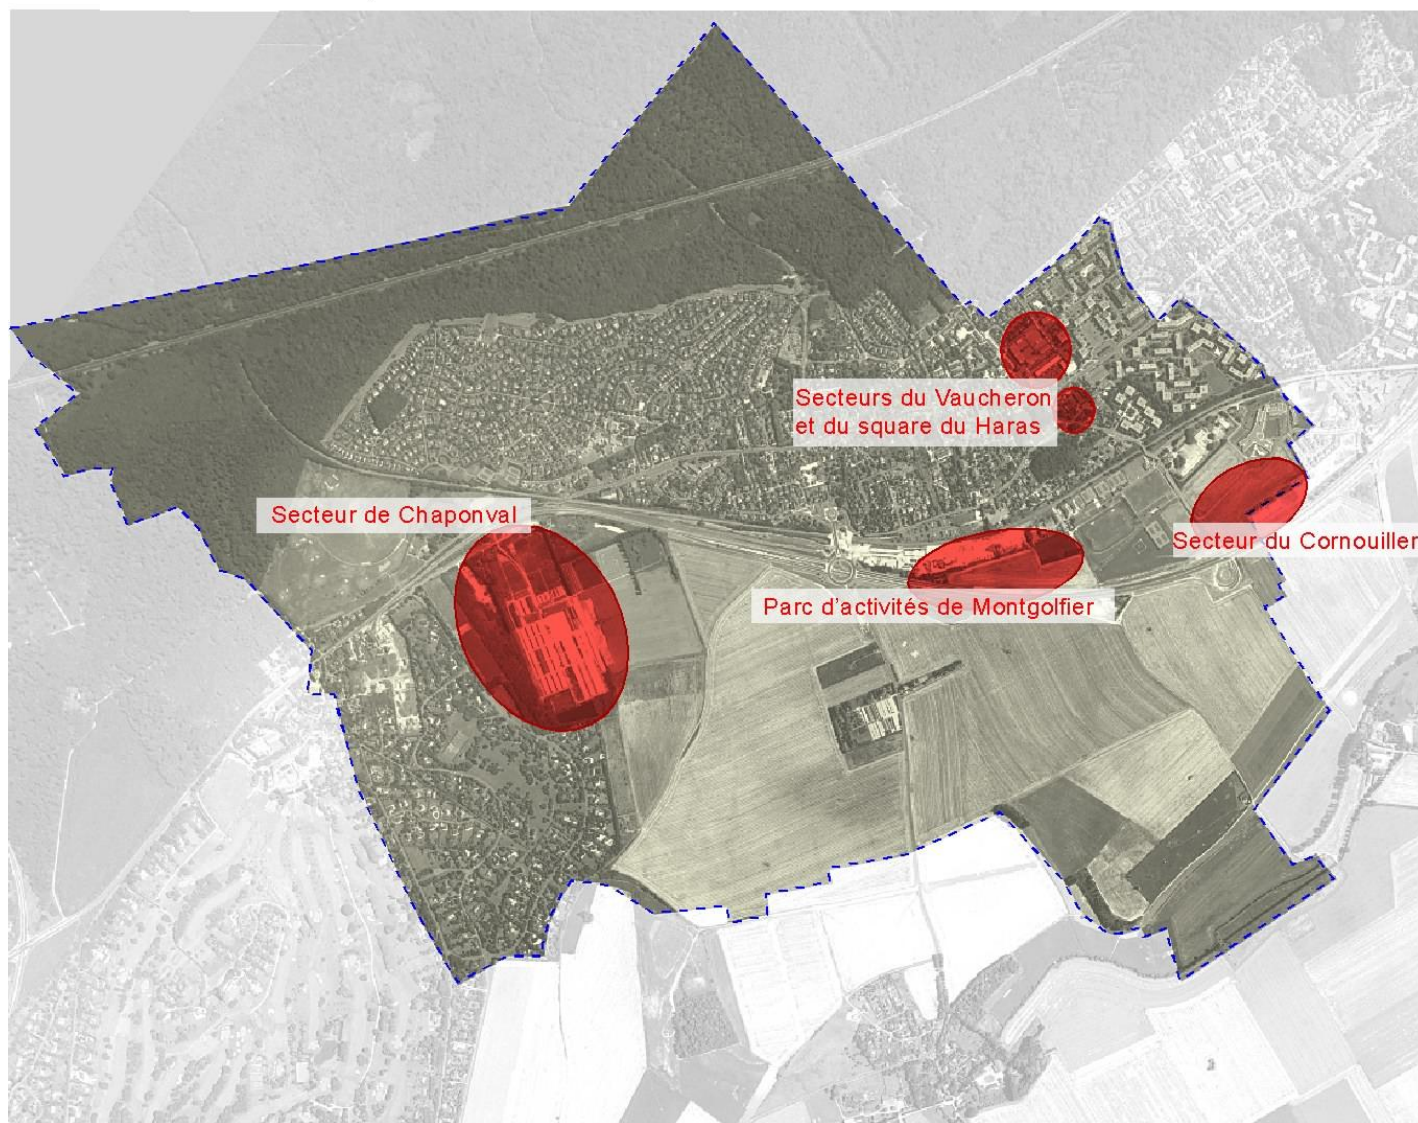 Secteurs du Vaucheron
et du square du Haras
Secteur de Chaponval
Secteur du Cornouiller
Parc d'activités de Montgolfier